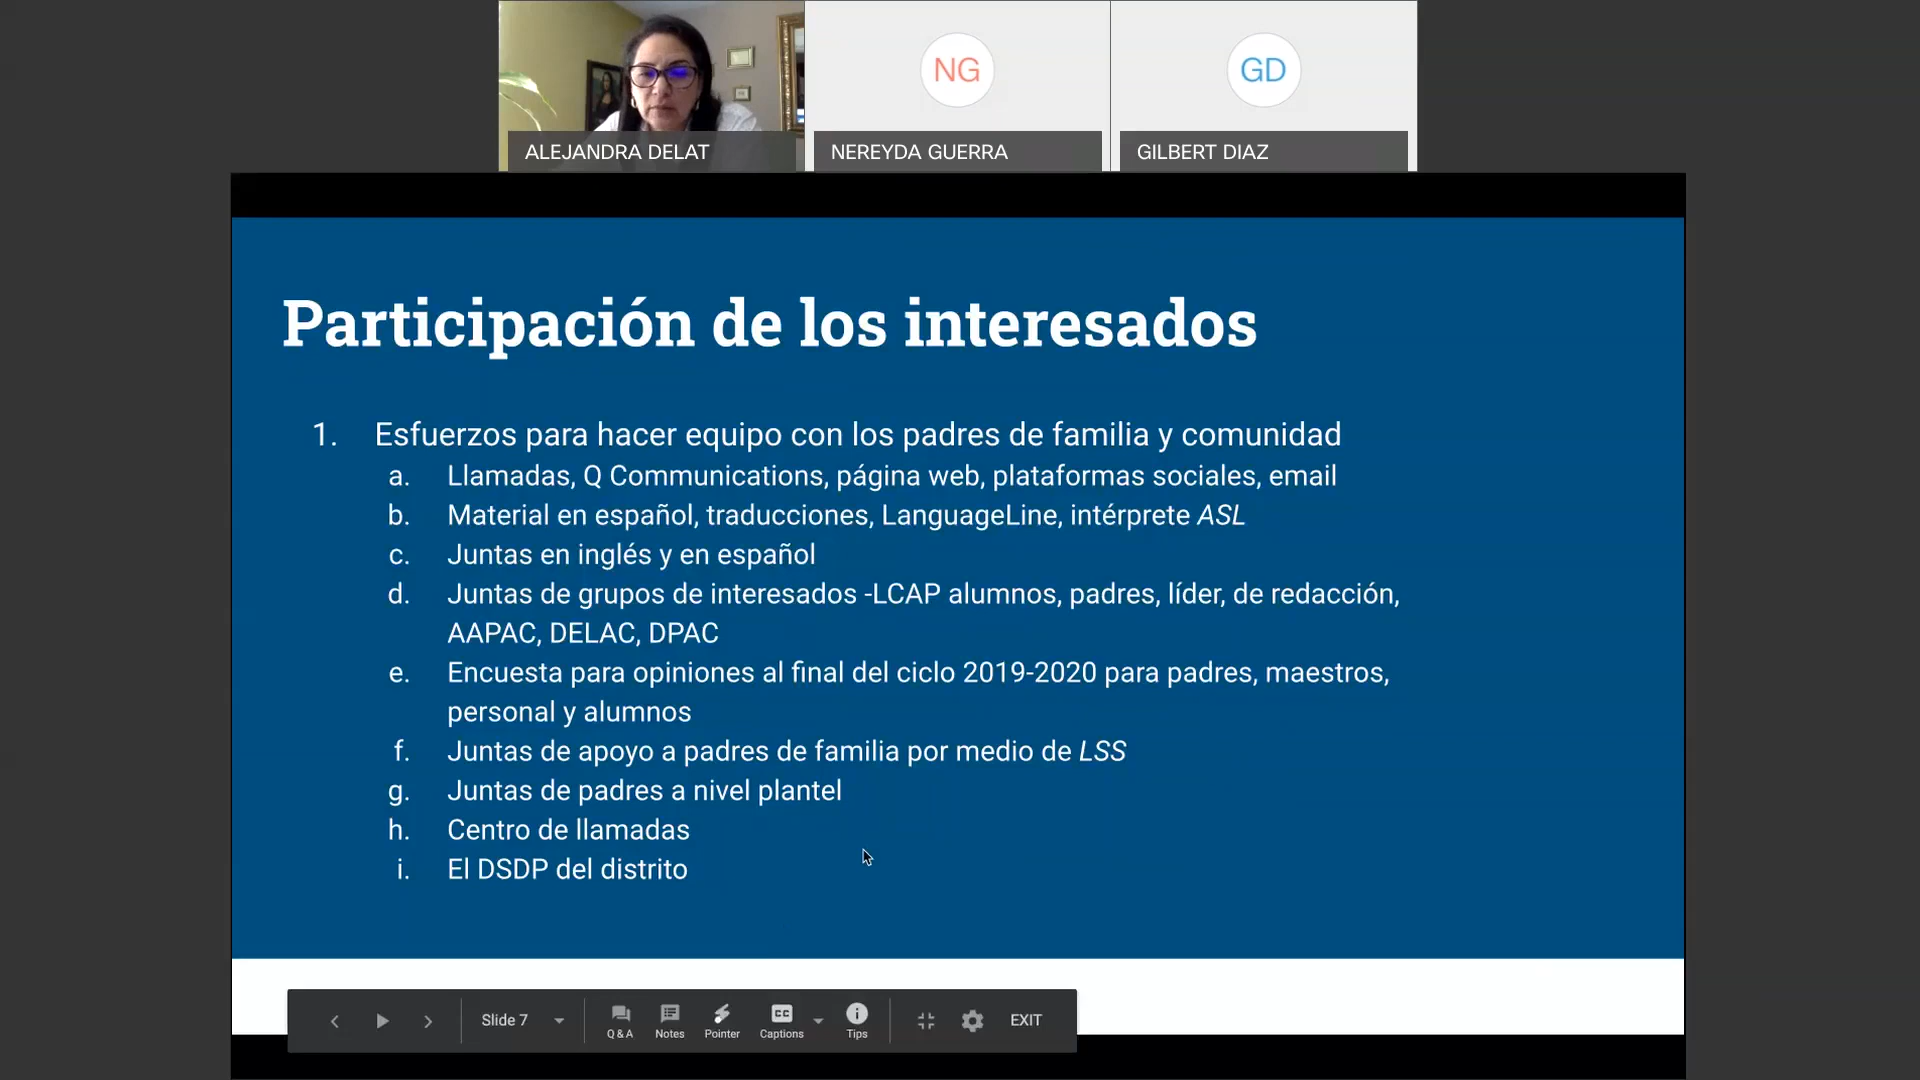 ALEJANDRA DELAT
NG
NEREYDA GUERRA
GD
GILBERT DIAZ
Participación de los interesados
1. Esfuerzos para hacer equipo con los padres de familia y comunidad
a. Llamadas, Q Communications, página web, plataformas sociales, email
b. Material en español, traducciones, LanguageLine, intérprete ASL
c. Juntas en inglés y en español
d. Juntas de grupos de interesados -LCAP alumnos, padres, líder, de redacción,
AAPAC, DELAC, DPAC
e. Encuesta para opiniones al final del ciclo 2019-2020 para padres, maestros,
personal y alumnos
f. Juntas de apoyo a padres de familia por medio de LSS
g. Juntas de padres a nivel plantel
h. Centro de llamadas
i. El DSDP del distrito
Slide 7
Q & A
Notes
Pointer
CC
Captions
Tips
EXIT